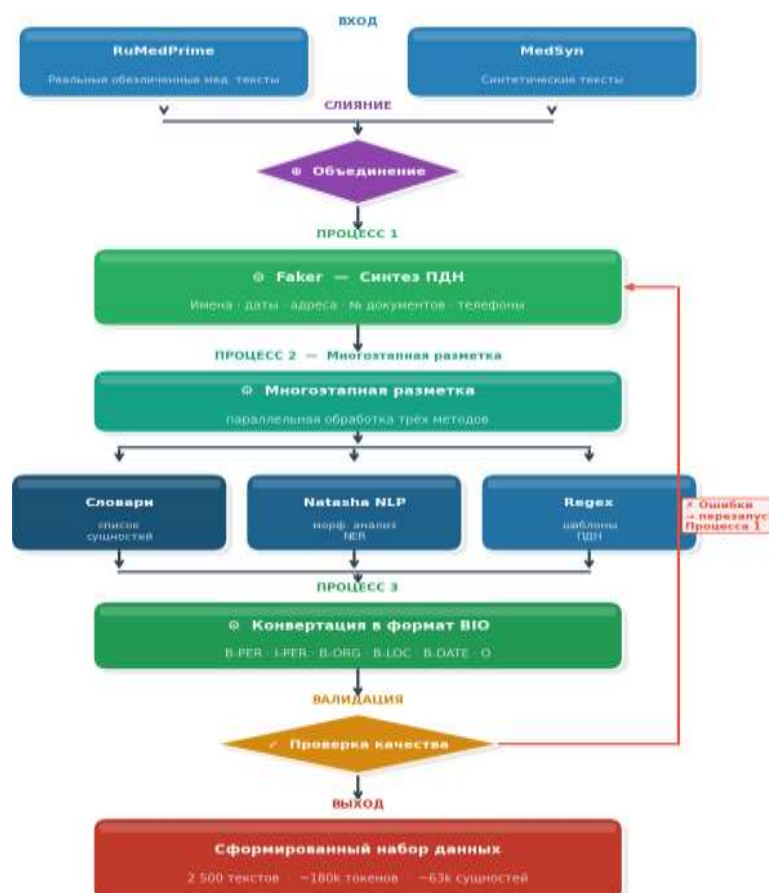 ВХОД
RuMedPrime
Реальные обезличенные мед. тексты
MedSyn
Синтетические тексты
СЛИЯНИЕ
⊕ Объединение
ПРОЦЕСС 1
⚙ Faker — Синтез ПДН
Имена · даты · адреса · № документов · телефоны
ПРОЦЕСС 2 — Многоэтапная разметка
⚙ Многоэтапная разметка
параллельная обработка трёх методов
Словари
список
сущностей
Natasha NLP
морф. анализ
NER
Regex
шаблоны
ПДН
✗ Ошибки
→ перезапус
Процесса 1
ПРОЦЕСС 3
⚙ Конвертация в формат BIO
B-PER · I-PER · B-ORG · B-LOC · B-DATE · O
ВАЛИДАЦИЯ
✓ Проверка качества
ВЫХОД
Сформированный набор данных
2 500 текстов · ~180k токенов · ~63k сущностей